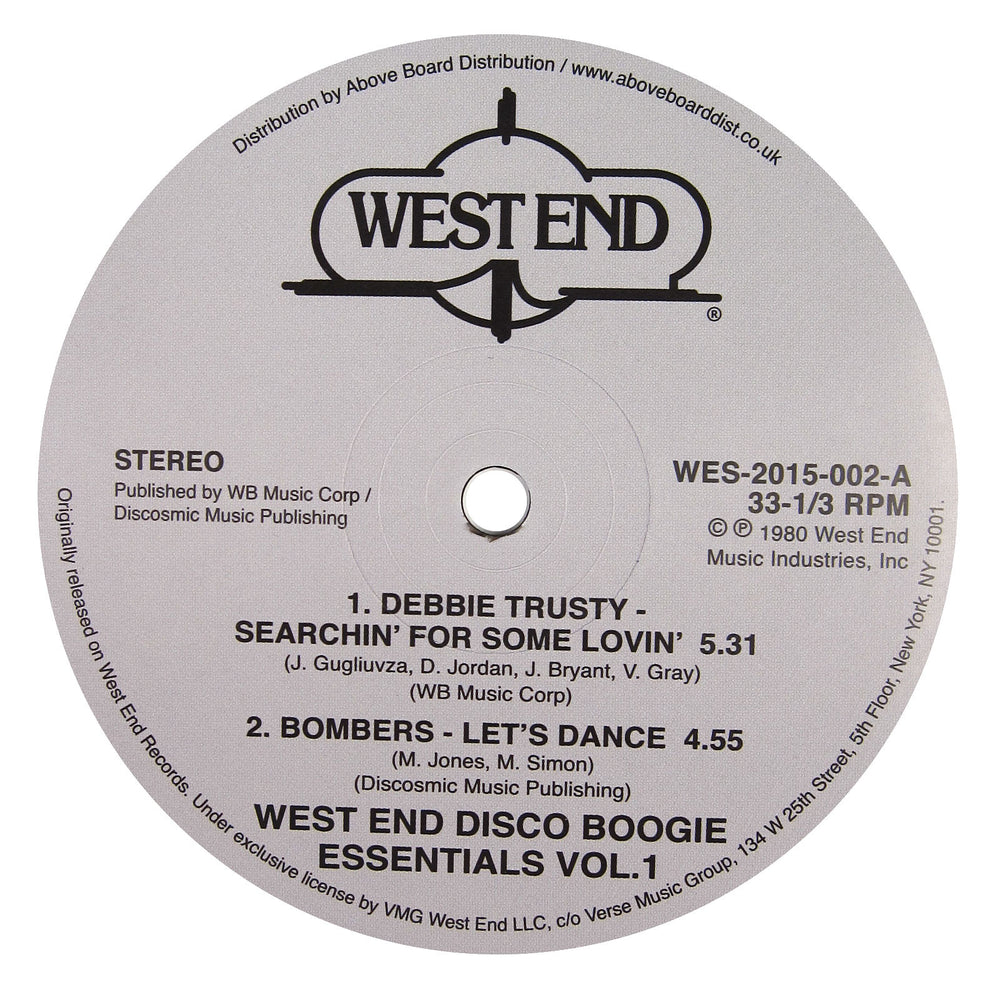 Distribution by Above Board Distribution / www.aboveboarddist.co.uk
WEST END
®
STEREO
Published by WB Music Corp /
Discosmic Music Publishing
WES-2015-002-A
33-1/3 RPM
© ℗ 1980 West End
Music Industries, Inc
1. DEBBIE TRUSTY -
SEARCHIN' FOR SOME LOVIN' 5.31
(J. Gugliuvza, D. Jordan, J. Bryant, V. Gray)
(WB Music Corp)
2. BOMBERS - LET'S DANCE 4.55
(M. Jones, M. Simon)
(Discosmic Music Publishing)
WEST END DISCO BOOGIE
ESSENTIALS VOL.1
Originally released on West End Records. Under exclusive license by VMG West End LLC, c/o Verse Music Group, 134 W 25th Street, 5th Floor, New York, NY 10001.